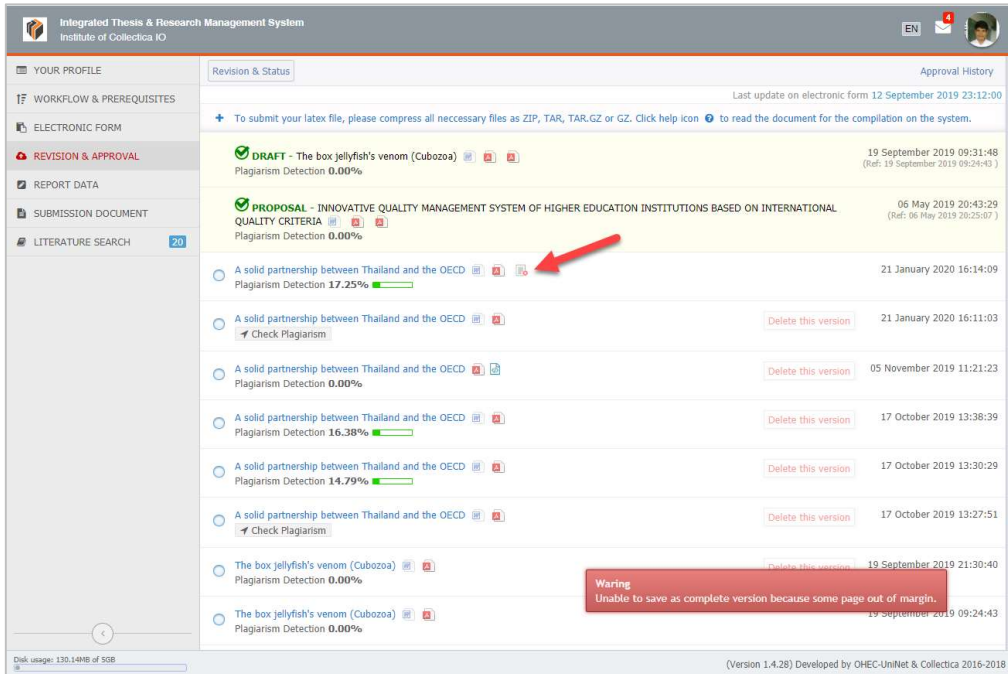 Integrated Thesis & Research Management System
Institute of Collectica IO
EN
4
YOUR PROFILE
WORKFLOW & PREREQUISITES
ELECTRONIC FORM
REVISION & APPROVAL
REPORT DATA
SUBMISSION DOCUMENT
LITERATURE SEARCH 20
Revision & Status
Approval History
Last update on electronic form 12 September 2019 23:12:00
+ To submit your latex file, please compress all neccessary files as ZIP, TAR, TAR.GZ or GZ. Click help icon ? to read the document for the compilation on the system.
DRAFT - The box jellyfish's venom (Cubozoa)
19 September 2019 09:31:48
Plagiarism Detection 0.00%
(Ref: 19 September 2019 09:24:43 )
PROPOSAL - INNOVATIVE QUALITY MANAGEMENT SYSTEM OF HIGHER EDUCATION INSTITUTIONS BASED ON INTERNATIONAL
QUALITY CRITERIA
06 May 2019 20:43:29
(Ref: 06 May 2019 20:25:07 )
Plagiarism Detection 0.00%
A solid partnership between Thailand and the OECD
21 January 2020 16:14:09
Plagiarism Detection 17.25%
A solid partnership between Thailand and the OECD
Delete this version
21 January 2020 16:11:03
Check Plagiarism
A solid partnership between Thailand and the OECD
Delete this version
05 November 2019 11:21:23
Plagiarism Detection 0.00%
A solid partnership between Thailand and the OECD
Delete this version
17 October 2019 13:38:39
Plagiarism Detection 16.38%
A solid partnership between Thailand and the OECD
Delete this version
17 October 2019 13:30:29
Plagiarism Detection 14.79%
A solid partnership between Thailand and the OECD
Delete this version
17 October 2019 13:27:51
Check Plagiarism
The box jellyfish's venom (Cubozoa)
Delete this version
19 September 2019 21:30:40
Plagiarism Detection 0.00%
Waring
Unable to save as complete version because some page out of margin.
The box jellyfish's venom (Cubozoa)
19 September 2019 09:24:43
Plagiarism Detection 0.00%
Disk usage: 130.14MB of 5GB
(Version 1.4.28) Developed by OHEC-UniNet & Collectica 2016-2018